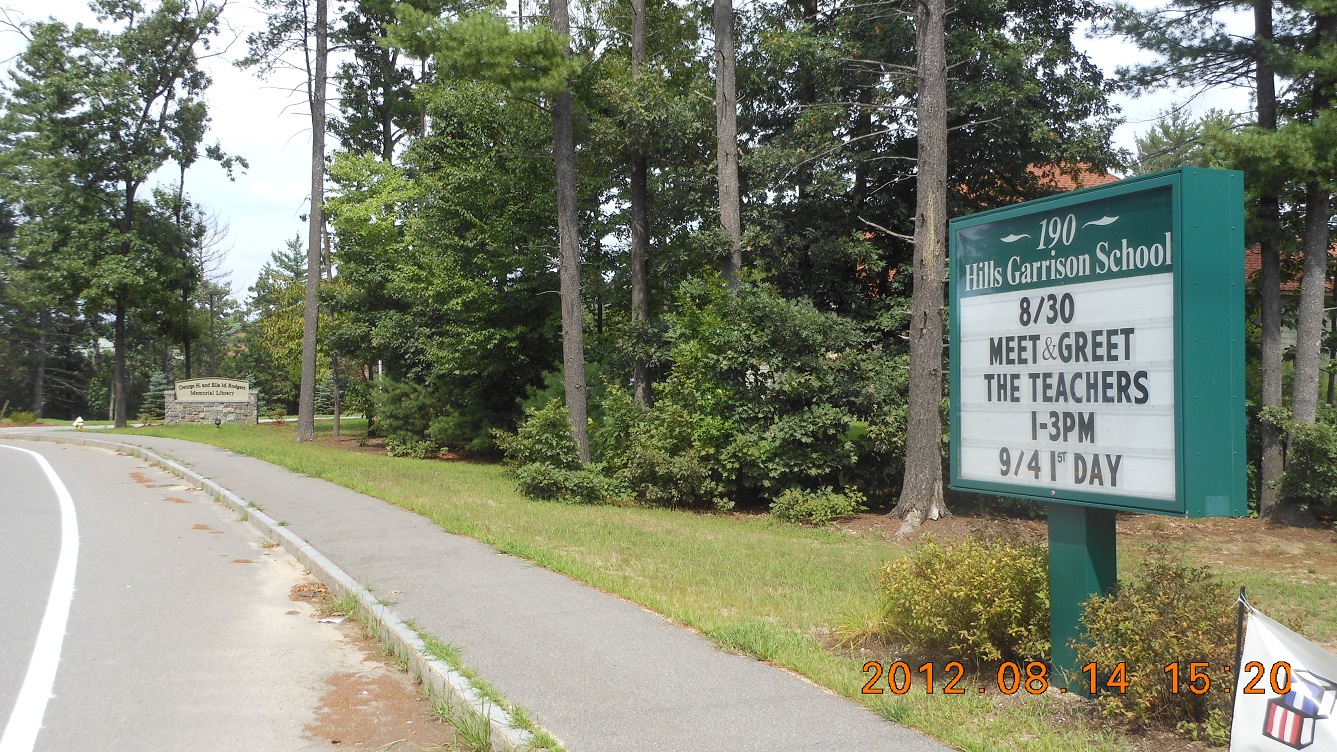 George H. and Ella M. Rodgers
Memorial Library
190
Hills Garrison School
8/30
MEET & GREET
THE TEACHERS
1-3PM
9/4 1ST DAY
2012.08.14 15:20